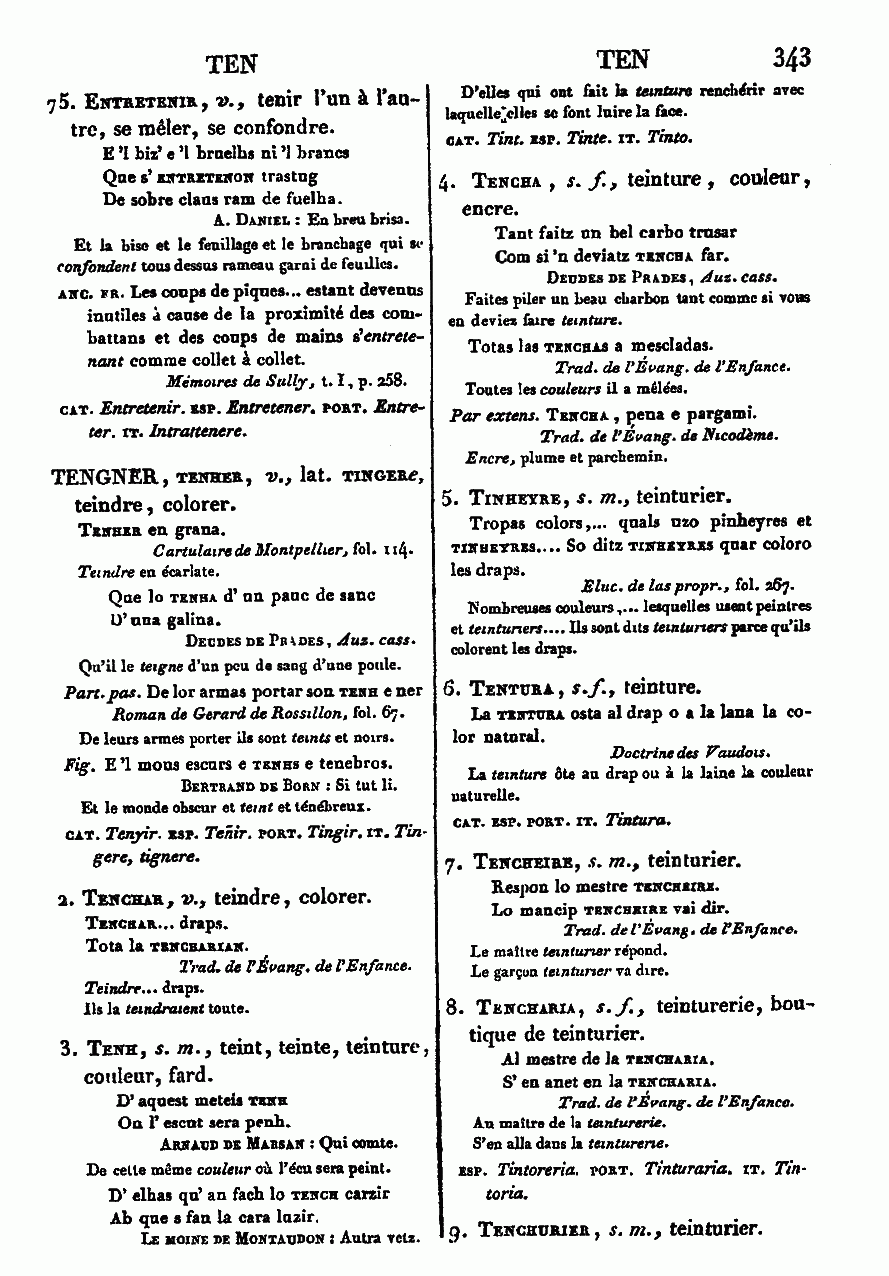 TEN
TEN 343
75. ENTRETENIR, v., tenir l'un à l'au-
tre, se mêler, se confondre.
E 'l biz' e 'l bruelhs ni 'l brancs
Que s' ENTRETENON trastug
De sobre claus ram de fuelha.
A. DANIEL : En breu brisa.
Et la bise et le feuillage et le branchage qui se
confondent tous dessus rameau garni de feuilles.
ANC. FR. Les coups de piques... estant devenus
inutiles à cause de la proximité des com-
battans et des coups de mains s'entrete-
nant comme collet à collet.
Mémoires de Sully, t. I, p. 258.
CAT. Entretenir. ESP. Entretener. PORT. Entre-
ter. IT. Intrattenere.
TENGNER, TENHER, v., lat. TINGERe,
teindre, colorer.
TENHER en grana.
Cartulaire de Montpellier, fol. 114.
Teindre en écarlate.
Que lo TENHA d' un pauc de sanc
D' una galina.
DEUDES DE PRADES, Auz. cass.
Qu'il le teigne d'un peu de sang d'une poule.
Part. pas. De lor armas portar son TENH e ner
Roman de Gerard de Rossillon, fol. 67.
De leurs armes porter ils sont teints et noirs.
Fig. E 'l mons escurs e TENHS e tenebros.
BERTRAND DE BORN : Si tut li.
Et le monde obscur et teint et ténébreux.
CAT. Tenyir. ESP. Teñir. PORT. Tingir. IT. Tin-
gere, tignere.
2. TENCHAR, v., teindre, colorer.
TENCHAR... draps.
Tota la TENCHARIAN.
Trad. de l'Évang. de l'Enfance.
Teindre... draps.
Ils la teindraient toute.
3. TENH, s. m., teint, teinte, teinture,
couleur, fard.
D' aquest meteis TENH
On l' escut sera penh.
ARNAUD DE MARSAN : Qui comte.
De cette même couleur où l'écu sera peint.
D' elhas qu' an fach lo TENCH carzir
Ab que s fan la cara luzir.
LE MOINE DE MONTAUDON : Autra vetz.
D'elles qui ont fait la teinture renchérir avec
laquelle elles se font luire la face.
CAT. Tint. ESP. Tinte. IT. Tinto.
4. TENCHA, s. f., teinture, couleur,
encre.
Tant faitz un bel carbo trusar
Com si 'n deviatz TENCHA far.
DEUDES DE PRADES, Auz. cass.
Faites piler un beau charbon tant comme si vous
en deviez faire teinture.
Totas las TENCHAS a mescladas.
Trad. de l'Évang. de l'Enfance.
Toutes les couleurs il a mêlées.
Par extens. TENCHA, pena e pargami.
Trad. de l'Évang. de Nicodème.
Encre, plume et parchemin.
5. TINHEYRE, s. m., teinturier.
Tropas colors,... quals uzo pinheyres et
TINHEYRES.... So ditz TINHEYRES quar coloro
les draps.
Eluc. de las propr., fol. 267.
Nombreuses couleurs,... lesquelles usent peintres
et teinturiers.... Ils sont dits teinturiers parce qu'ils
colorent les draps.
6. TENTURA, s. f., teinture.
La TENTURA osta al drap o a la lana la co-
lor natural.
Doctrine des Vaudois.
La teinture ôte au drap ou à la laine la couleur
naturelle.
CAT. ESP. PORT. IT. Tintura.
7. TENCHEIRE, s. m., teinturier.
Respon lo mestre TENCHEIRE.
Lo mancip TENCHEIRE vai dir.
Trad. de l'Évang. de l'Enfance.
Le maître teinturier répond.
Le garçon teinturier va dire.
8. TENCHARIA, s. f., teinturerie, bou-
tique de teinturier.
Al mestre de la TENCHARIA.
S' en anet en la TENCHARIA.
Trad. de l'Évang. de l'Enfance.
Au maître de la teinturerie.
S'en alla dans la teinturerie.
ESP. Tintoreria. PORT. Tinturaria. IT. Tin-
toria.
9. TENCHURIER, s. m., teinturier.